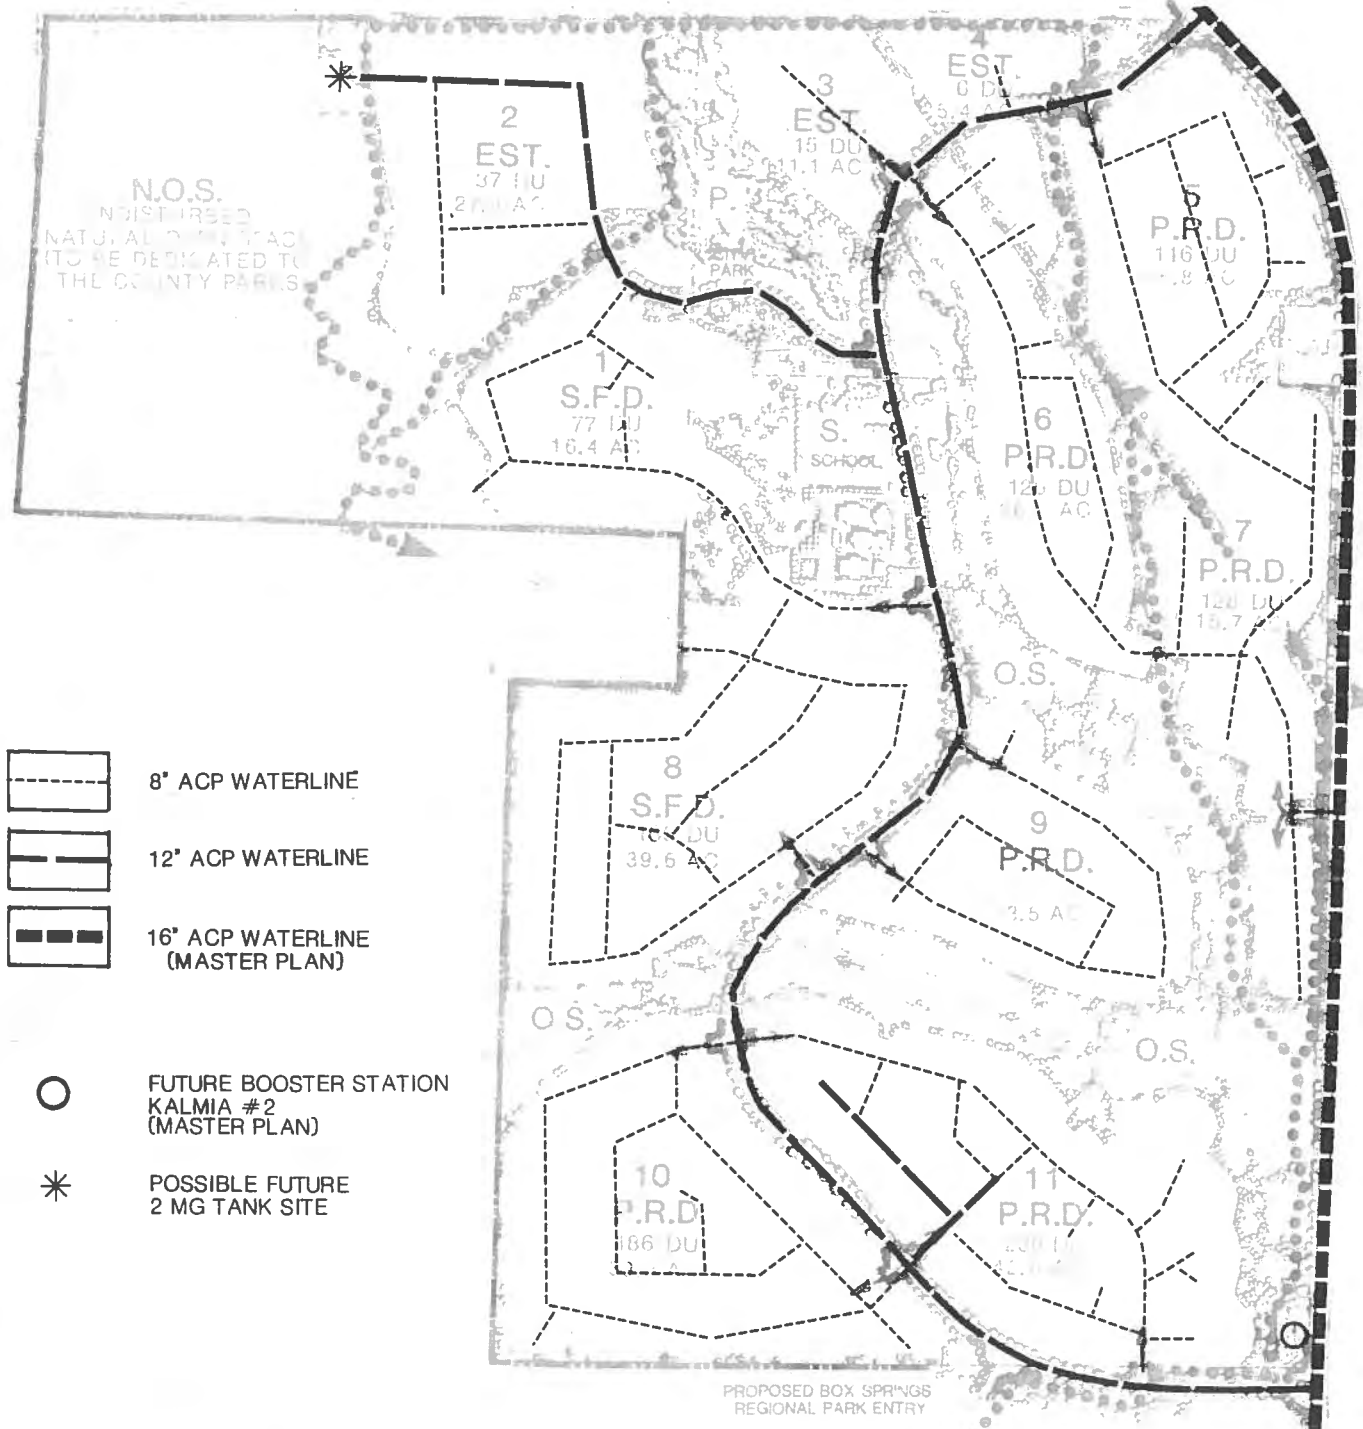 N.O.S.
THE COUNTY PARKS
2
EST.
3
EST
15 DU
11.1 AC
4
EST.
5
P.R.D.
116 DU
P.
PARK
1
S.F.D.
77 DU
16.4 AC
S.
SCHOOL
6
P.R.D.
DU
AC
7
P.R.D.
O.S.
8
S.F.D.
DU
39.6 AC
9
P.R.D.
O.S.
O.S.
10
P.R.D.
186 DU
11
P.R.D.
8" ACP WATERLINE
12" ACP WATERLINE
16" ACP WATERLINE
(MASTER PLAN)
FUTURE BOOSTER STATION
KALMIA #2
(MASTER PLAN)
POSSIBLE FUTURE
2 MG TANK SITE
PROPOSED BOX SPRINGS
REGIONAL PARK ENTRY